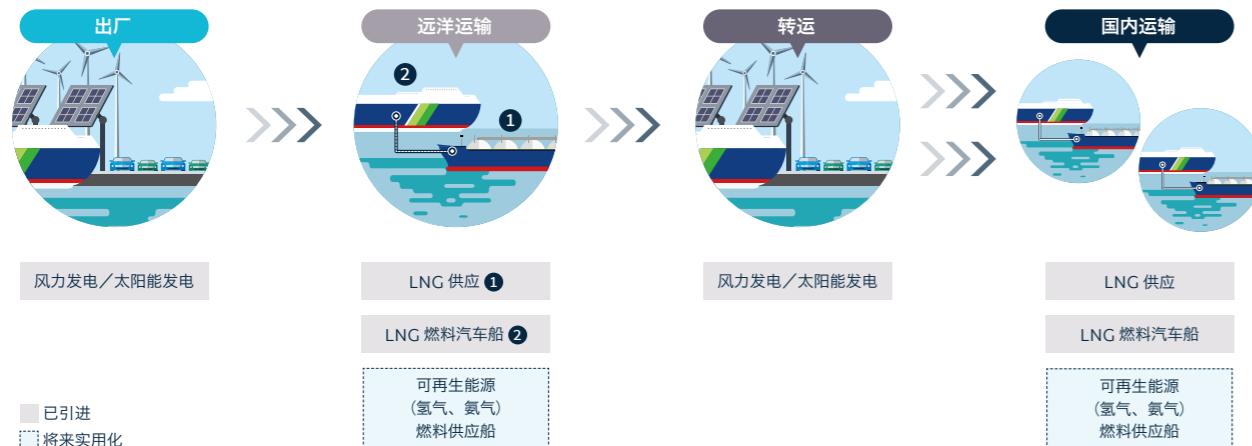 出厂
远洋运输
转运
国内运输
2
1
风力发电／太阳能发电
LNG 供应 1
LNG 燃料汽车船 2
可再生能源
（氢气、氨气）
燃料供应船
风力发电／太阳能发电
LNG 供应
LNG 燃料汽车船
可再生能源
（氢气、氨气）
燃料供应船
已引进
将来实用化